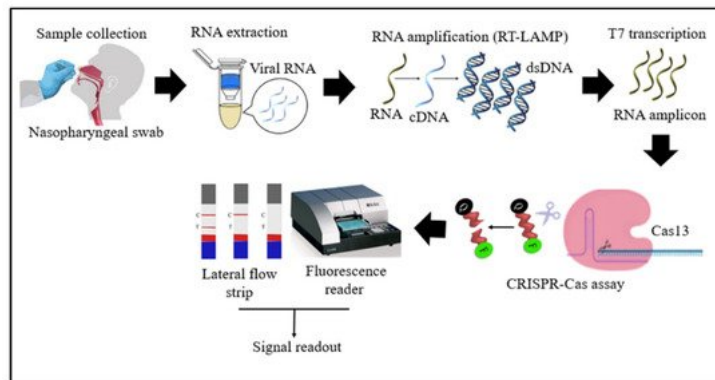 Sample collection
Nasopharyngeal swab
RNA extraction
Viral RNA
RNA amplification (RT-LAMP)
dsDNA
RNA
cDNA
T7 transcription
RNA amplicon
Cas13
CRISPR-Cas assay
C
T
C
T
Lateral flow
strip
Fluorescence
reader
Signal readout